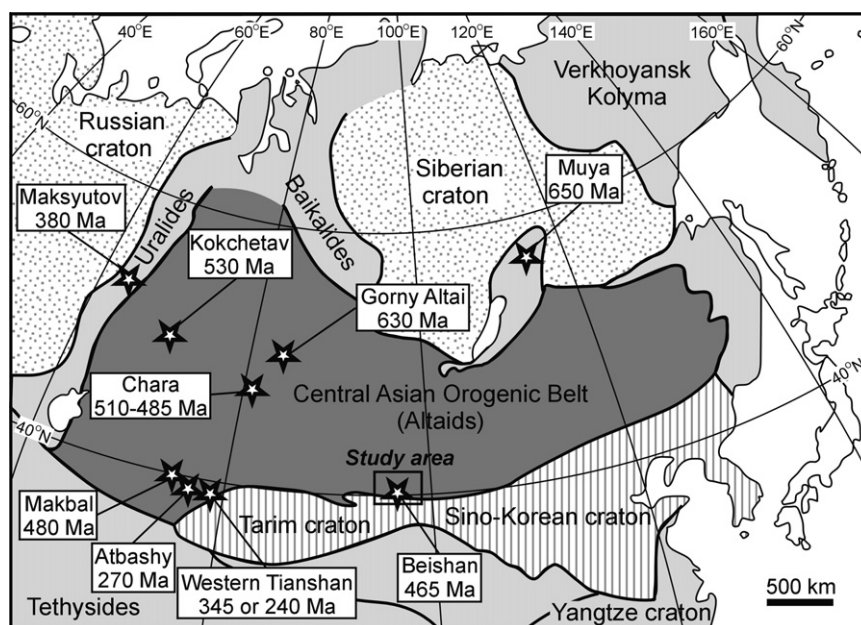 40°E
60°E
80°E
100°E
120°E
140°E
160°E
60°N
60°N
Verkhoyansk
Kolyma
Russian
craton
Siberian
craton
Muya
650 Ma
Maksyutov
380 Ma
Uralides
Baikalides
Kokchetav
530 Ma
Gorny Altai
630 Ma
Chara
510-485 Ma
Central Asian Orogenic Belt
(Altaids)
40°N
40°N
Study area
Makbal
480 Ma
Tarim craton
Sino-Korean craton
Atbashy
270 Ma
Western Tianshan
345 or 240 Ma
Beishan
465 Ma
500 km
Tethysides
Yangtze craton